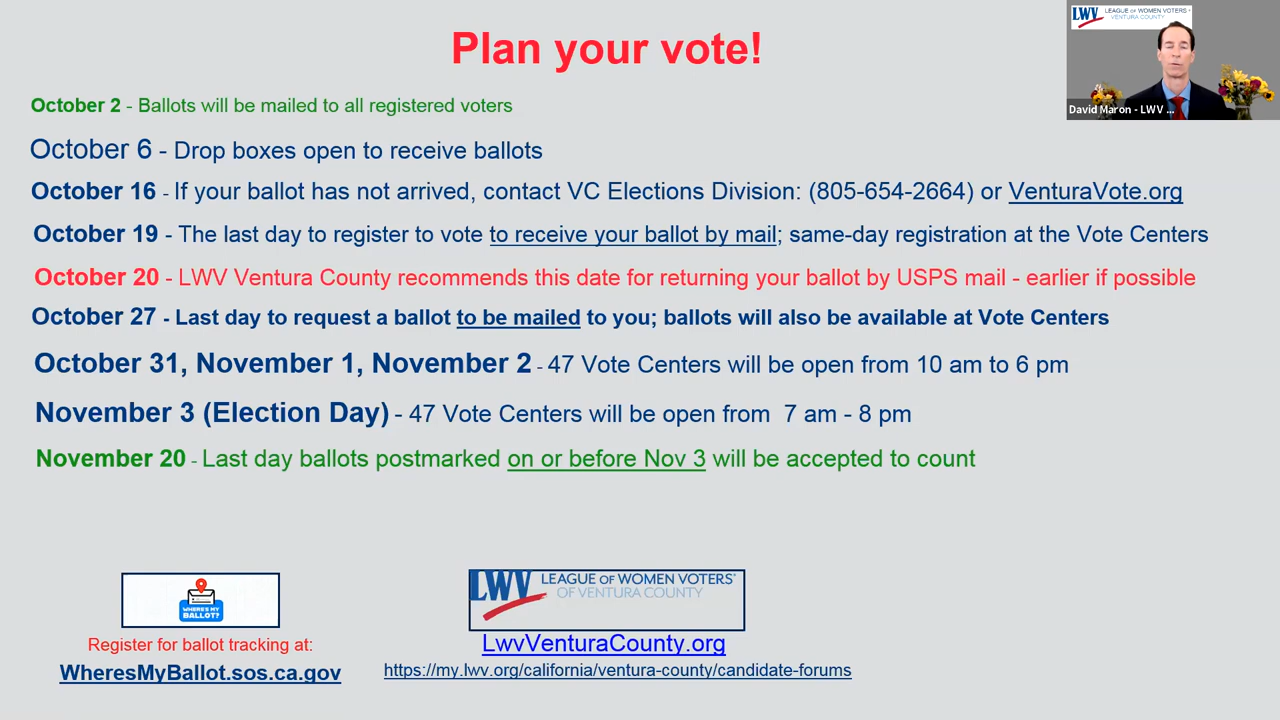 Plan your vote!
LWV LEAGUE OF WOMEN VOTERS®
VENTURA COUNTY
David Maron - LWV ...
October 2 - Ballots will be mailed to all registered voters
October 6 - Drop boxes open to receive ballots
October 16 - If your ballot has not arrived, contact VC Elections Division: (805-654-2664) or VenturaVote.org
October 19 - The last day to register to vote to receive your ballot by mail; same-day registration at the Vote Centers
October 20 - LWV Ventura County recommends this date for returning your ballot by USPS mail - earlier if possible
October 27 - Last day to request a ballot to be mailed to you; ballots will also be available at Vote Centers
October 31, November 1, November 2 - 47 Vote Centers will be open from 10 am to 6 pm
November 3 (Election Day) - 47 Vote Centers will be open from 7 am - 8 pm
November 20 - Last day ballots postmarked on or before Nov 3 will be accepted to count
WHERE'S MY
BALLOT?
Register for ballot tracking at:
WheresMyBallot.sos.ca.gov
LWV LEAGUE OF WOMEN VOTERS®
OF VENTURA COUNTY
LwvVenturaCounty.org
https://my.lwv.org/california/ventura-county/candidate-forums